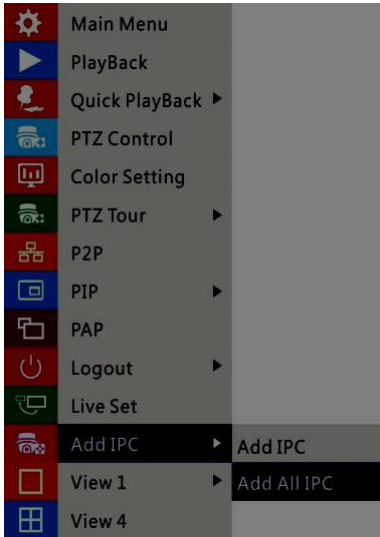 Main Menu
PlayBack
Quick PlayBack
PTZ Control
Color Setting
PTZ Tour
P2P
PIP
PAP
Logout
Live Set
Add IPC
Add IPC
View 1
Add All IPC
View 4